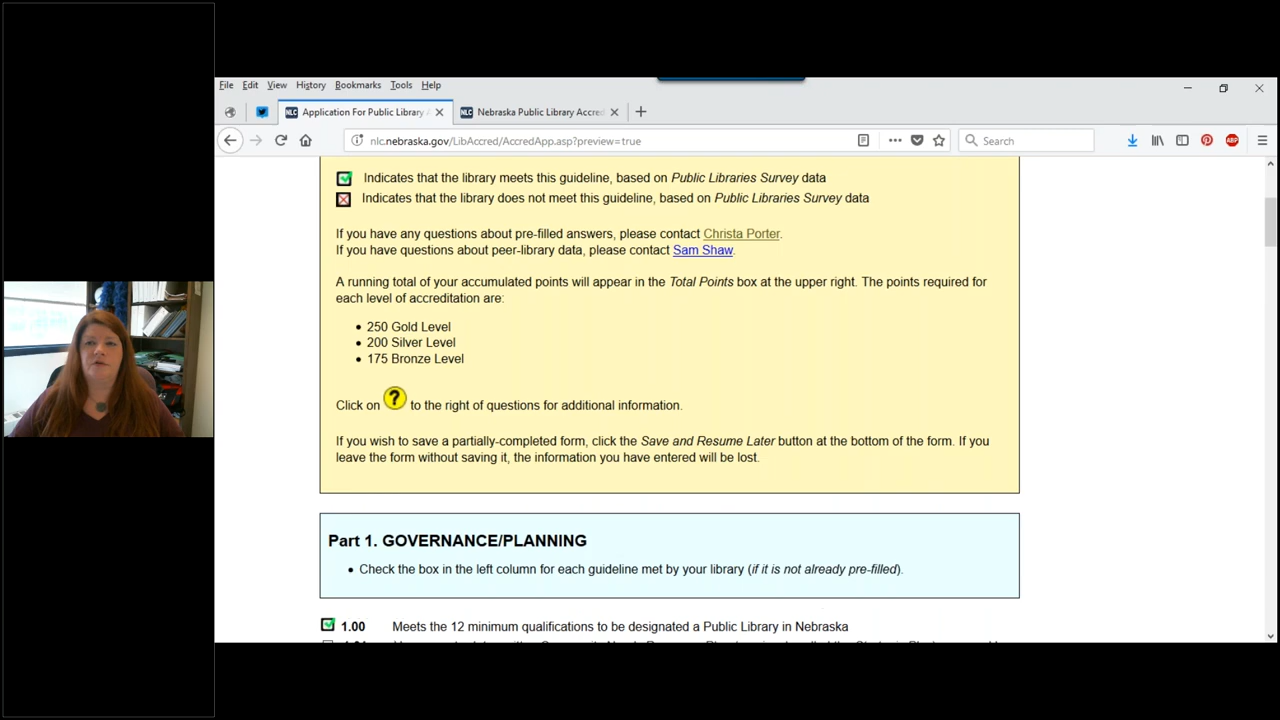 File Edit View History Bookmarks Tools Help
NLC Application For Public Library A
NLC Nebraska Public Library Accred
nlc.nebraska.gov/LibAccred/AccredApp.asp?preview=true
Search
ABP
Indicates that the library meets this guideline, based on Public Libraries Survey data
Indicates that the library does not meet this guideline, based on Public Libraries Survey data
If you have any questions about pre-filled answers, please contact Christa Porter.
If you have questions about peer-library data, please contact Sam Shaw.
A running total of your accumulated points will appear in the Total Points box at the upper right. The points required for
each level of accreditation are:
• 250 Gold Level
• 200 Silver Level
• 175 Bronze Level
Click on ? to the right of questions for additional information.
If you wish to save a partially-completed form, click the Save and Resume Later button at the bottom of the form. If you
leave the form without saving it, the information you have entered will be lost.
Part 1. GOVERNANCE/PLANNING
• Check the box in the left column for each guideline met by your library (if it is not already pre-filled).
1.00 Meets the 12 minimum qualifications to be designated a Public Library in Nebraska